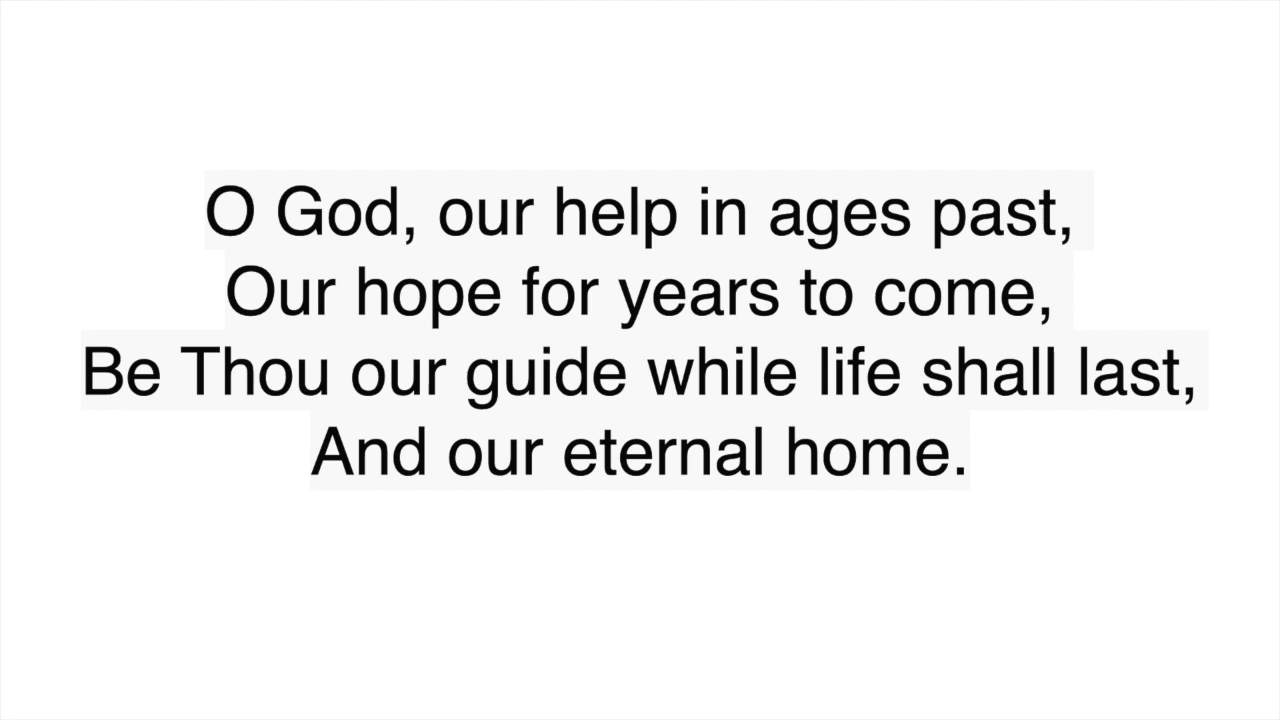 O God, our help in ages past,
Our hope for years to come,
Be Thou our guide while life shall last,
And our eternal home.